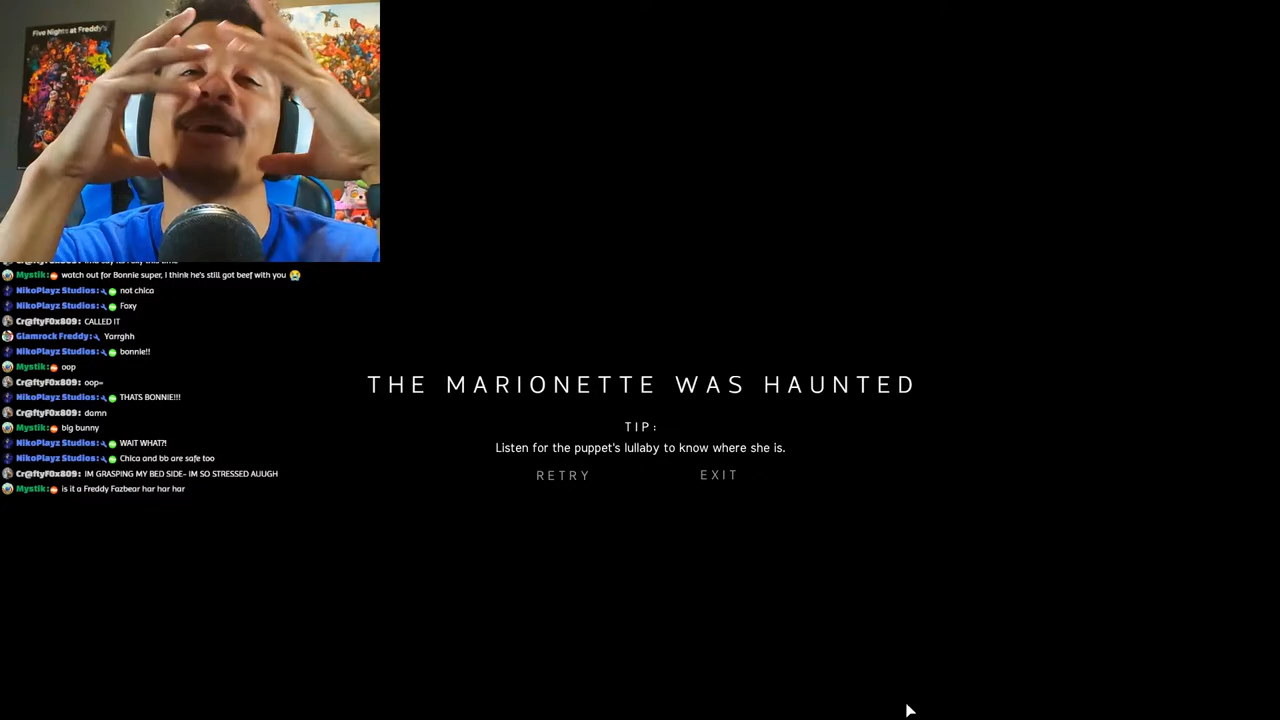 Five Nights at Freddy's
Mystik: watch out for Bonnie super, I think he's still got beef with you 😭
NikoPlayz Studios: not chica
NikoPlayz Studios: Foxy
Cr@ftyF0x809: CALLED IT
Glamrock Freddy: Yarrghh
NikoPlayz Studios: bonnie!!
Mystik: oop
Cr@ftyF0x809: oop=
NikoPlayz Studios: THATS BONNIE!!!
Cr@ftyF0x809: damn
Mystik: big bunny
NikoPlayz Studios: WAIT WHAT?!
NikoPlayz Studios: Chica and bb are safe too
Cr@ftyF0x809: IM GRASPING MY BED SIDE- IM SO STRESSED AUUGH
Mystik: is it a Freddy Fazbear har har har
THE MARIONETTE WAS HAUNTED
TIP:
Listen for the puppet's lullaby to know where she is.
RETRY EXIT